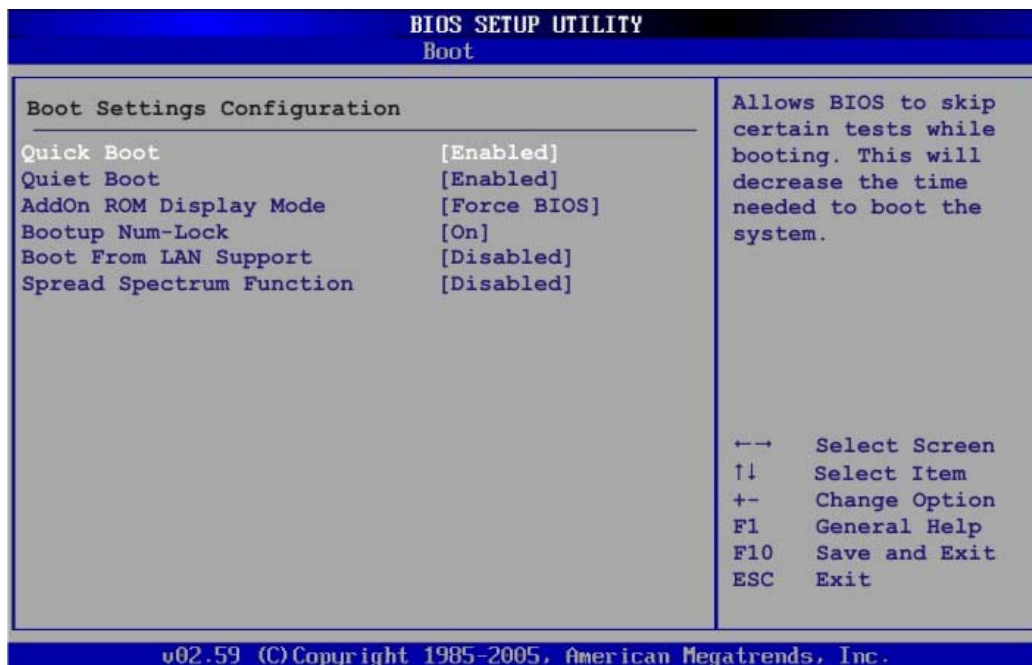 BIOS SETUP UTILITY
Boot
Boot Settings Configuration
Quick Boot [Enabled]
Quiet Boot [Enabled]
AddOn ROM Display Mode [Force BIOS]
Bootup Num-Lock [On]
Boot From LAN Support [Disabled]
Spread Spectrum Function [Disabled]
Allows BIOS to skip
certain tests while
booting. This will
decrease the time
needed to boot the
system.
←→ Select Screen
↑↓ Select Item
+- Change Option
F1 General Help
F10 Save and Exit
ESC Exit
v02.59 (C)Copyright 1985-2005, American Megatrends, Inc.